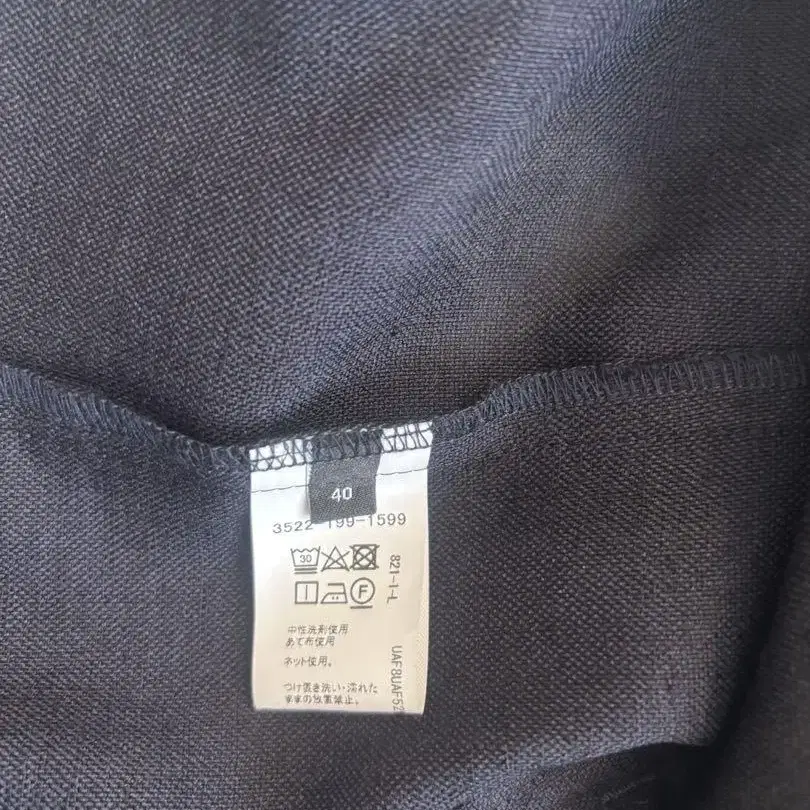 40
3522-199-1599
30
F
821-1-L
中性洗剤使用
あて布使用
ネット使用。
つけ置き洗い・濡れた
ままの放置禁止。
UAF8UAF52